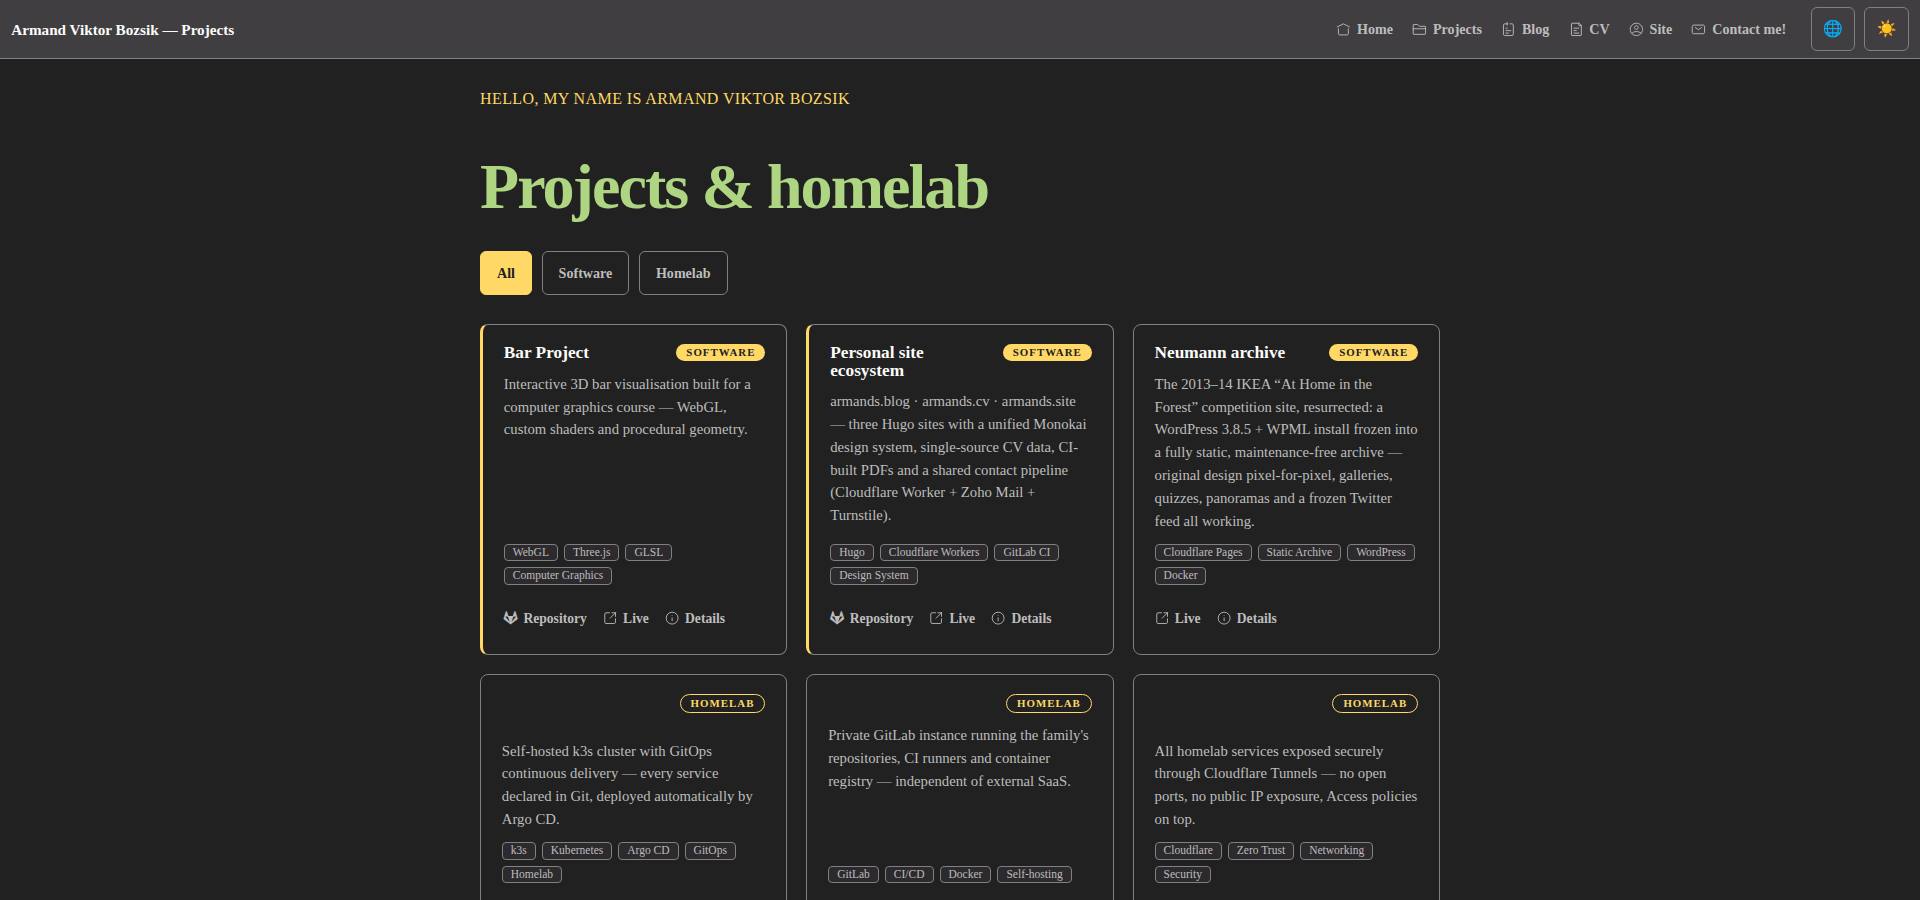 Armand Viktor Bozsik — Projects
Home
Projects
Blog
CV
Site
Contact me!
HELLO, MY NAME IS ARMAND VIKTOR BOZSIK
Projects & homelab
All
Software
Homelab
Bar Project
SOFTWARE
Interactive 3D bar visualisation built for a
computer graphics course — WebGL,
custom shaders and procedural geometry.
WebGL
Three.js
GLSL
Computer Graphics
Repository
Live
Details
Personal site
ecosystem
SOFTWARE
armands.blog · armands.cv · armands.site
— three Hugo sites with a unified Monokai
design system, single-source CV data, CI-
built PDFs and a shared contact pipeline
(Cloudflare Worker + Zoho Mail +
Turnstile).
Hugo
Cloudflare Workers
GitLab CI
Design System
Repository
Live
Details
Neumann archive
SOFTWARE
The 2013–14 IKEA “At Home in the
Forest” competition site, resurrected: a
WordPress 3.8.5 + WPML install frozen into
a fully static, maintenance-free archive —
original design pixel-for-pixel, galleries,
quizzes, panoramas and a frozen Twitter
feed all working.
Cloudflare Pages
Static Archive
WordPress
Docker
Live
Details
HOMELAB
Self-hosted k3s cluster with GitOps
continuous delivery — every service
declared in Git, deployed automatically by
Argo CD.
k3s
Kubernetes
Argo CD
GitOps
Homelab
HOMELAB
Private GitLab instance running the family's
repositories, CI runners and container
registry — independent of external SaaS.
GitLab
CI/CD
Docker
Self-hosting
HOMELAB
All homelab services exposed securely
through Cloudflare Tunnels — no open
ports, no public IP exposure, Access policies
on top.
Cloudflare
Zero Trust
Networking
Security